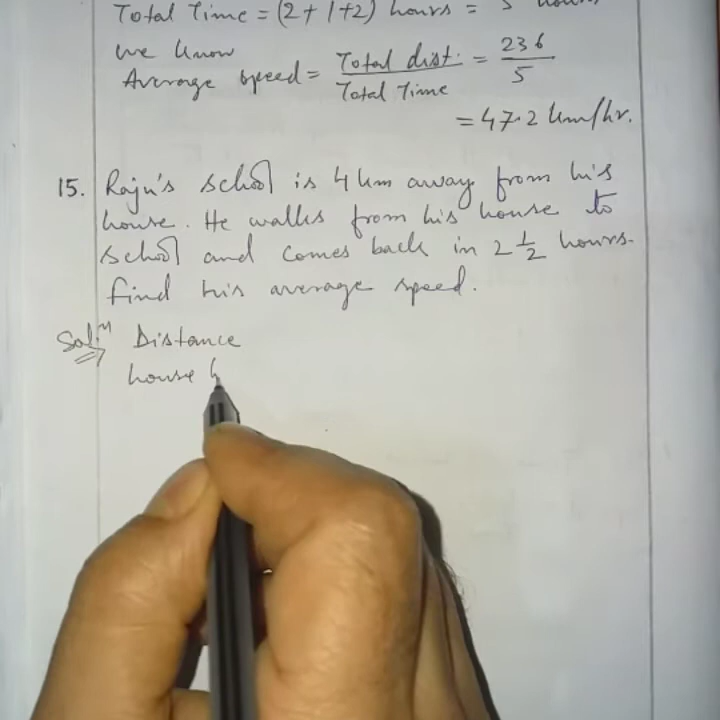 Total Time = (2+1+2) hours = 5 hours
we know
Average speed = Total dist. / Total Time = 236 / 5
= 47.2 km/hr.
15. Raju's school is 4 km away from his
house. He walks from his house to
school and comes back in 2 1/2 hours.
find his average speed.
Solⁿ Distance
house